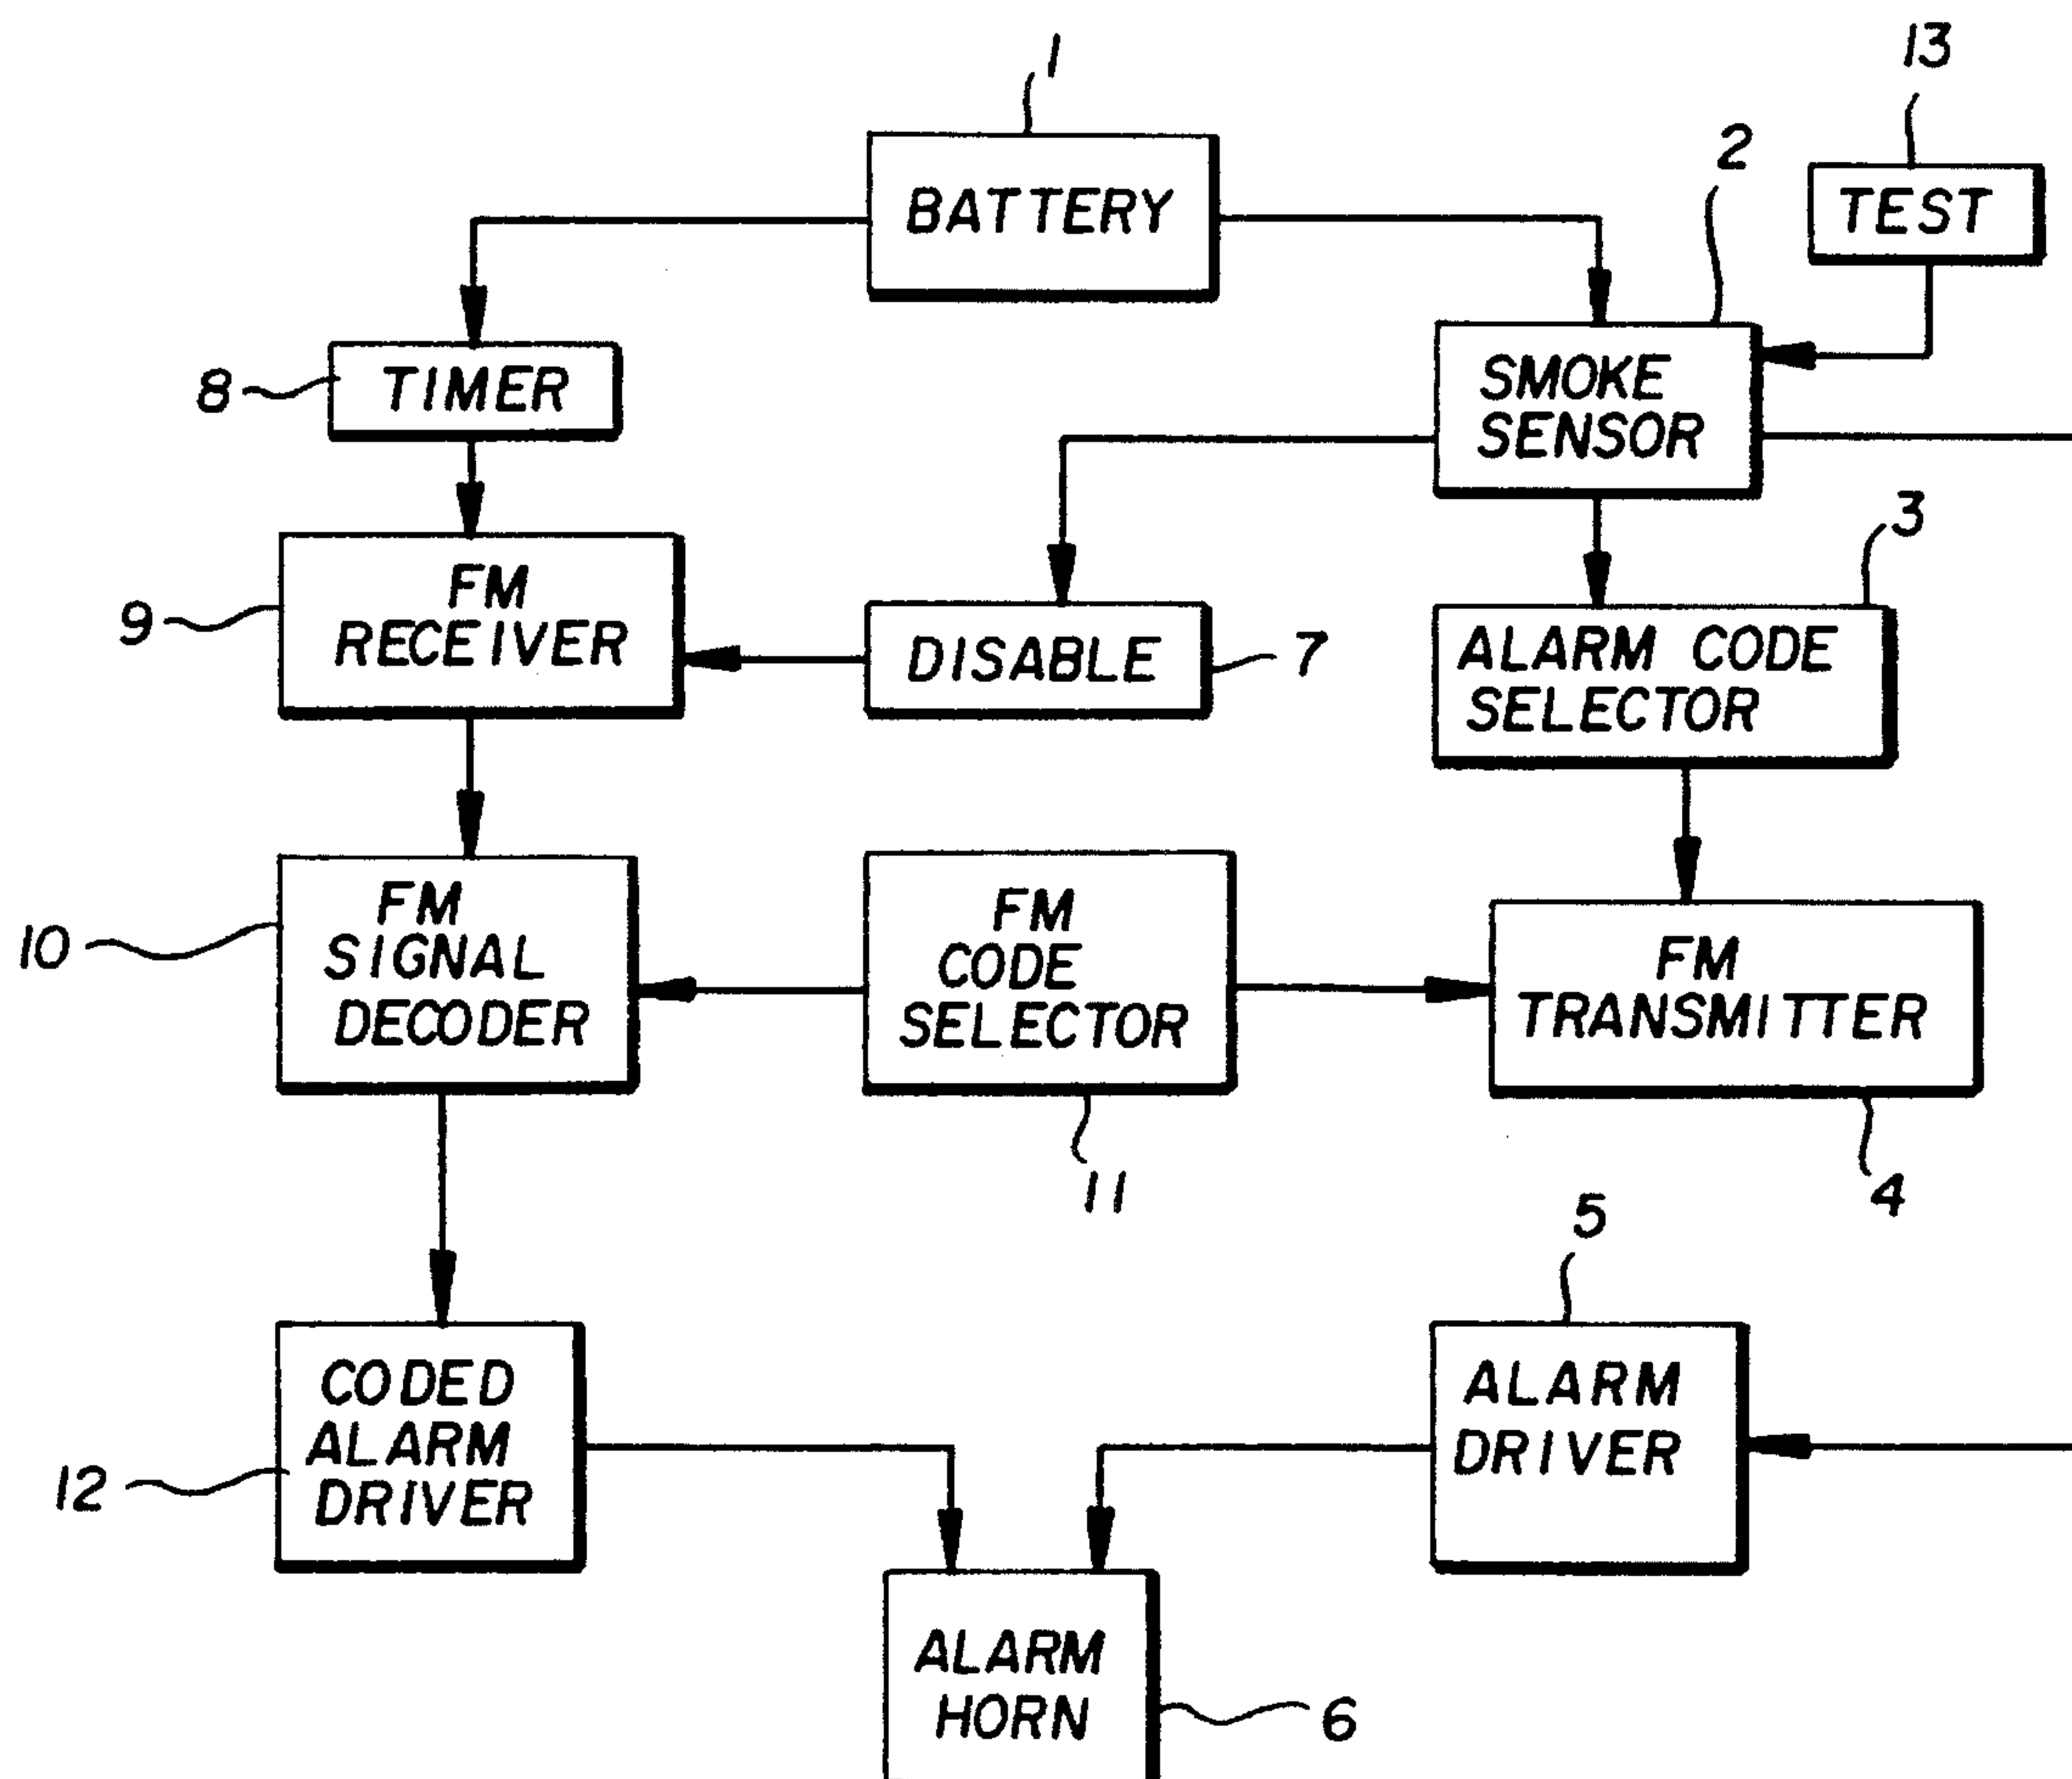 1
13
2
BATTERY
TEST
8
TIMER
SMOKE
SENSOR
3
9
FM
RECEIVER
DISABLE
7
ALARM CODE
SELECTOR
10
FM
SIGNAL
DECODER
FM
CODE
SELECTOR
FM
TRANSMITTER
11
4
5
12
CODED
ALARM
DRIVER
ALARM
DRIVER
ALARM
HORN
6